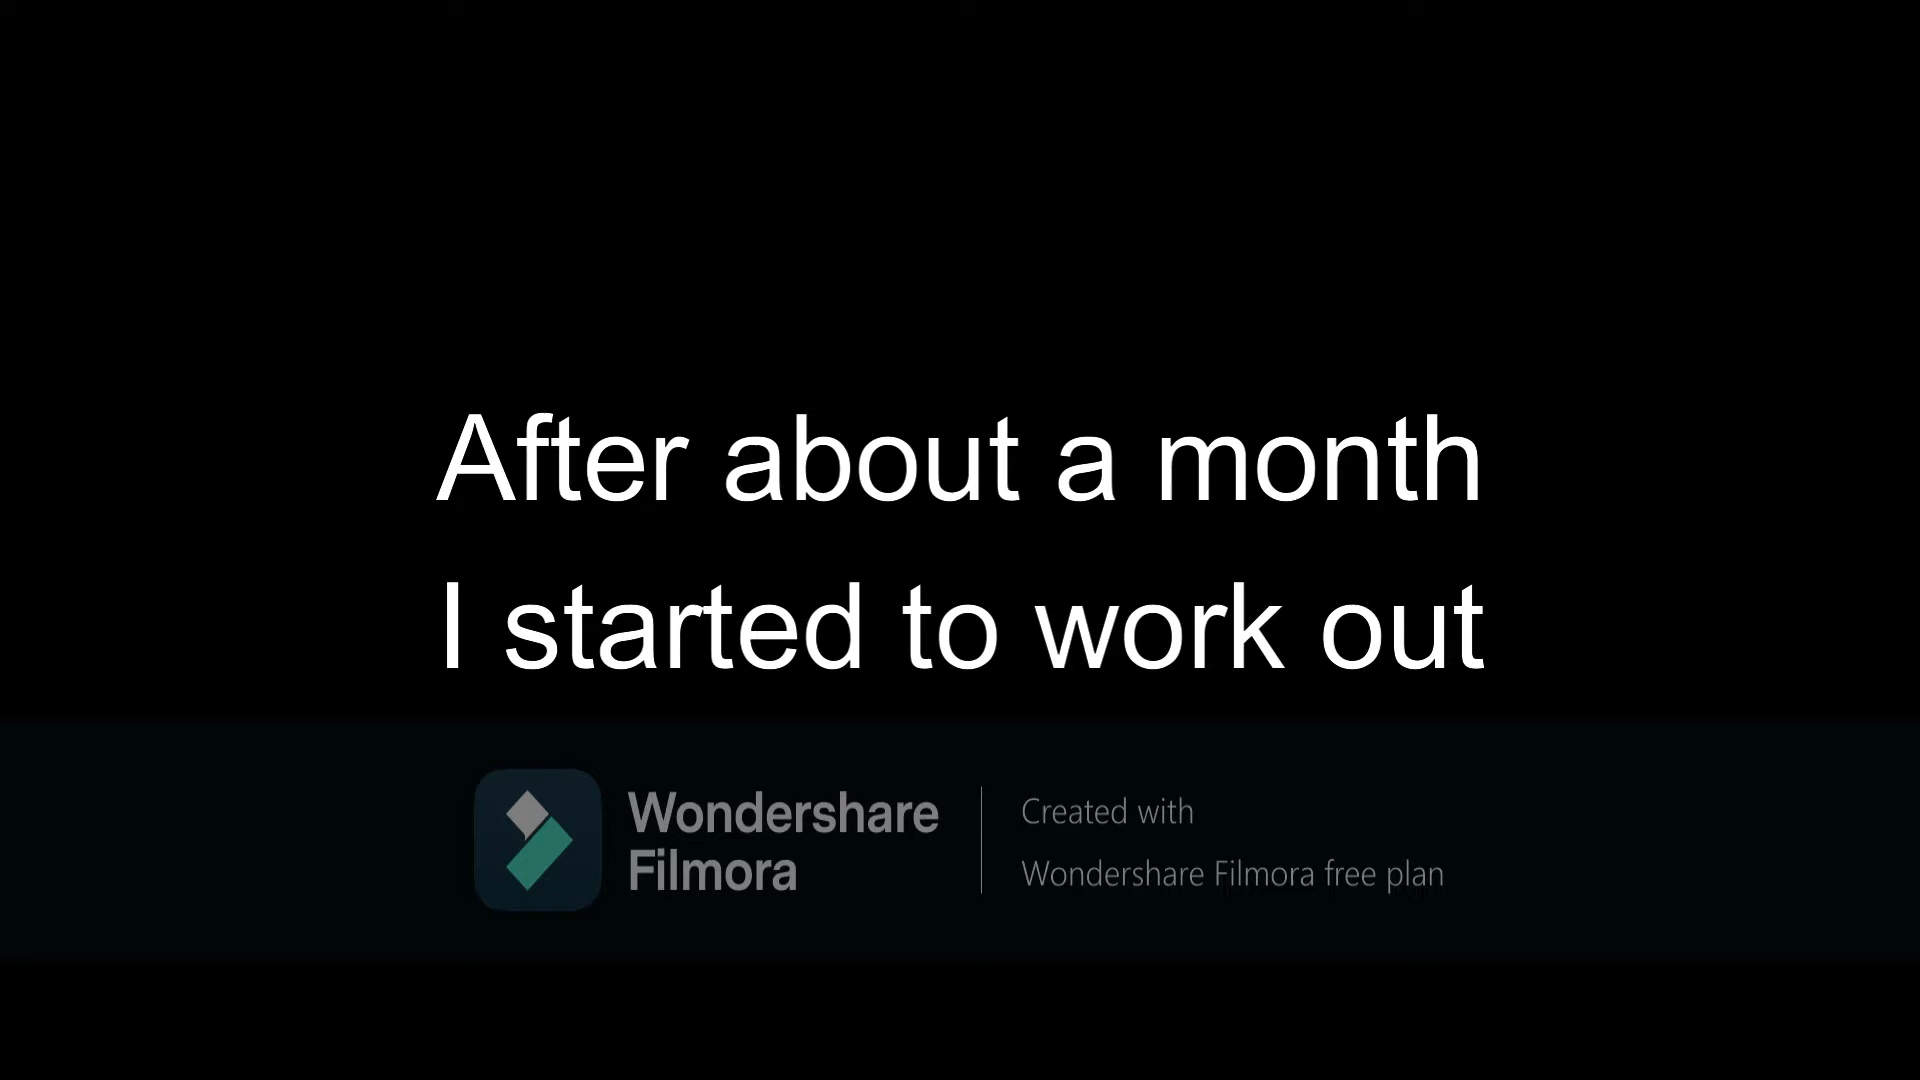 After about a month
I started to work out
Wondershare
Filmora
Created with
Wondershare Filmora free plan